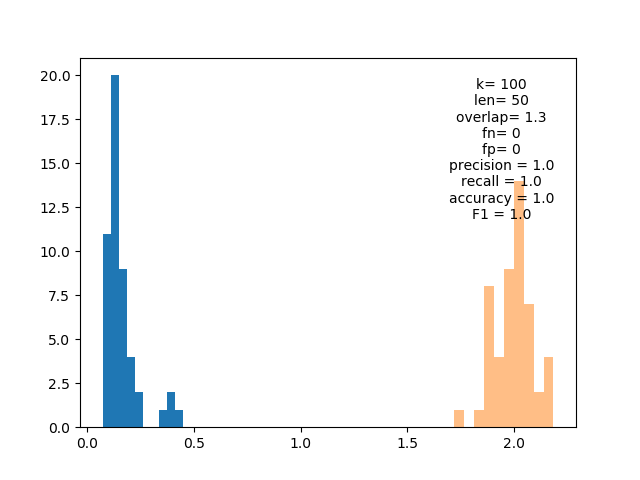 k= 100
len= 50
overlap= 1.3
fn= 0
fp= 0
precision = 1.0
recall = 1.0
accuracy = 1.0
F1 = 1.0
20.0
17.5
15.0
12.5
10.0
7.5
5.0
2.5
0.0
0.0 0.5 1.0 1.5 2.0